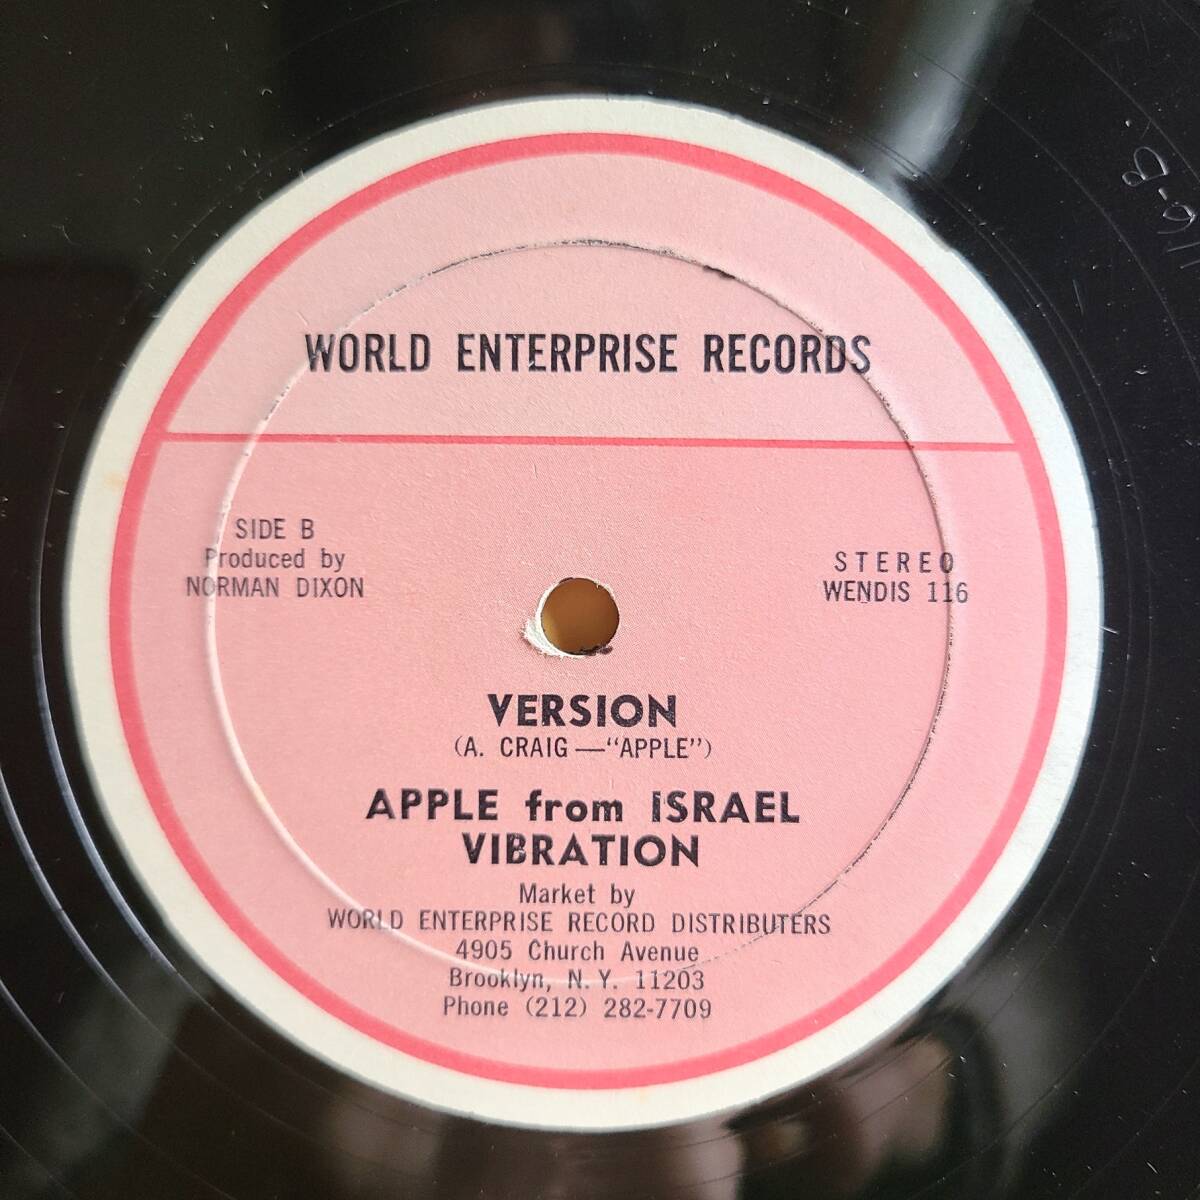 WORLD ENTERPRISE RECORDS
SIDE B
Produced by
NORMAN DIXON
STEREO
WENDIS 116
VERSION
(A. CRAIG—"APPLE")
APPLE from ISRAEL
VIBRATION
Market by
WORLD ENTERPRISE RECORD DISTRIBUTERS
4905 Church Avenue
Brooklyn, N. Y. 11203
Phone (212) 282-7709
116-B